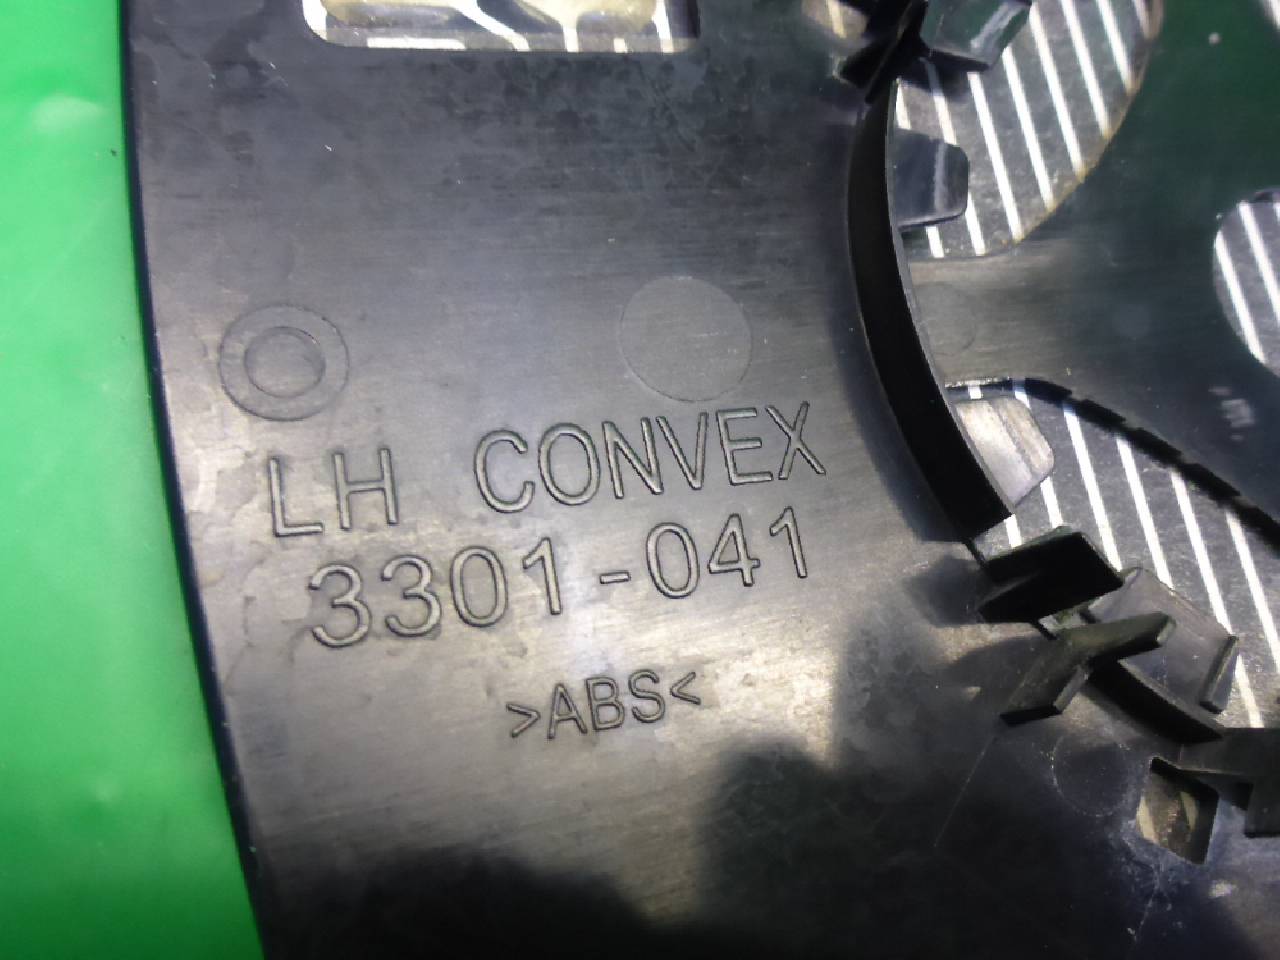 LH CONVEX
3301-041
>ABS<